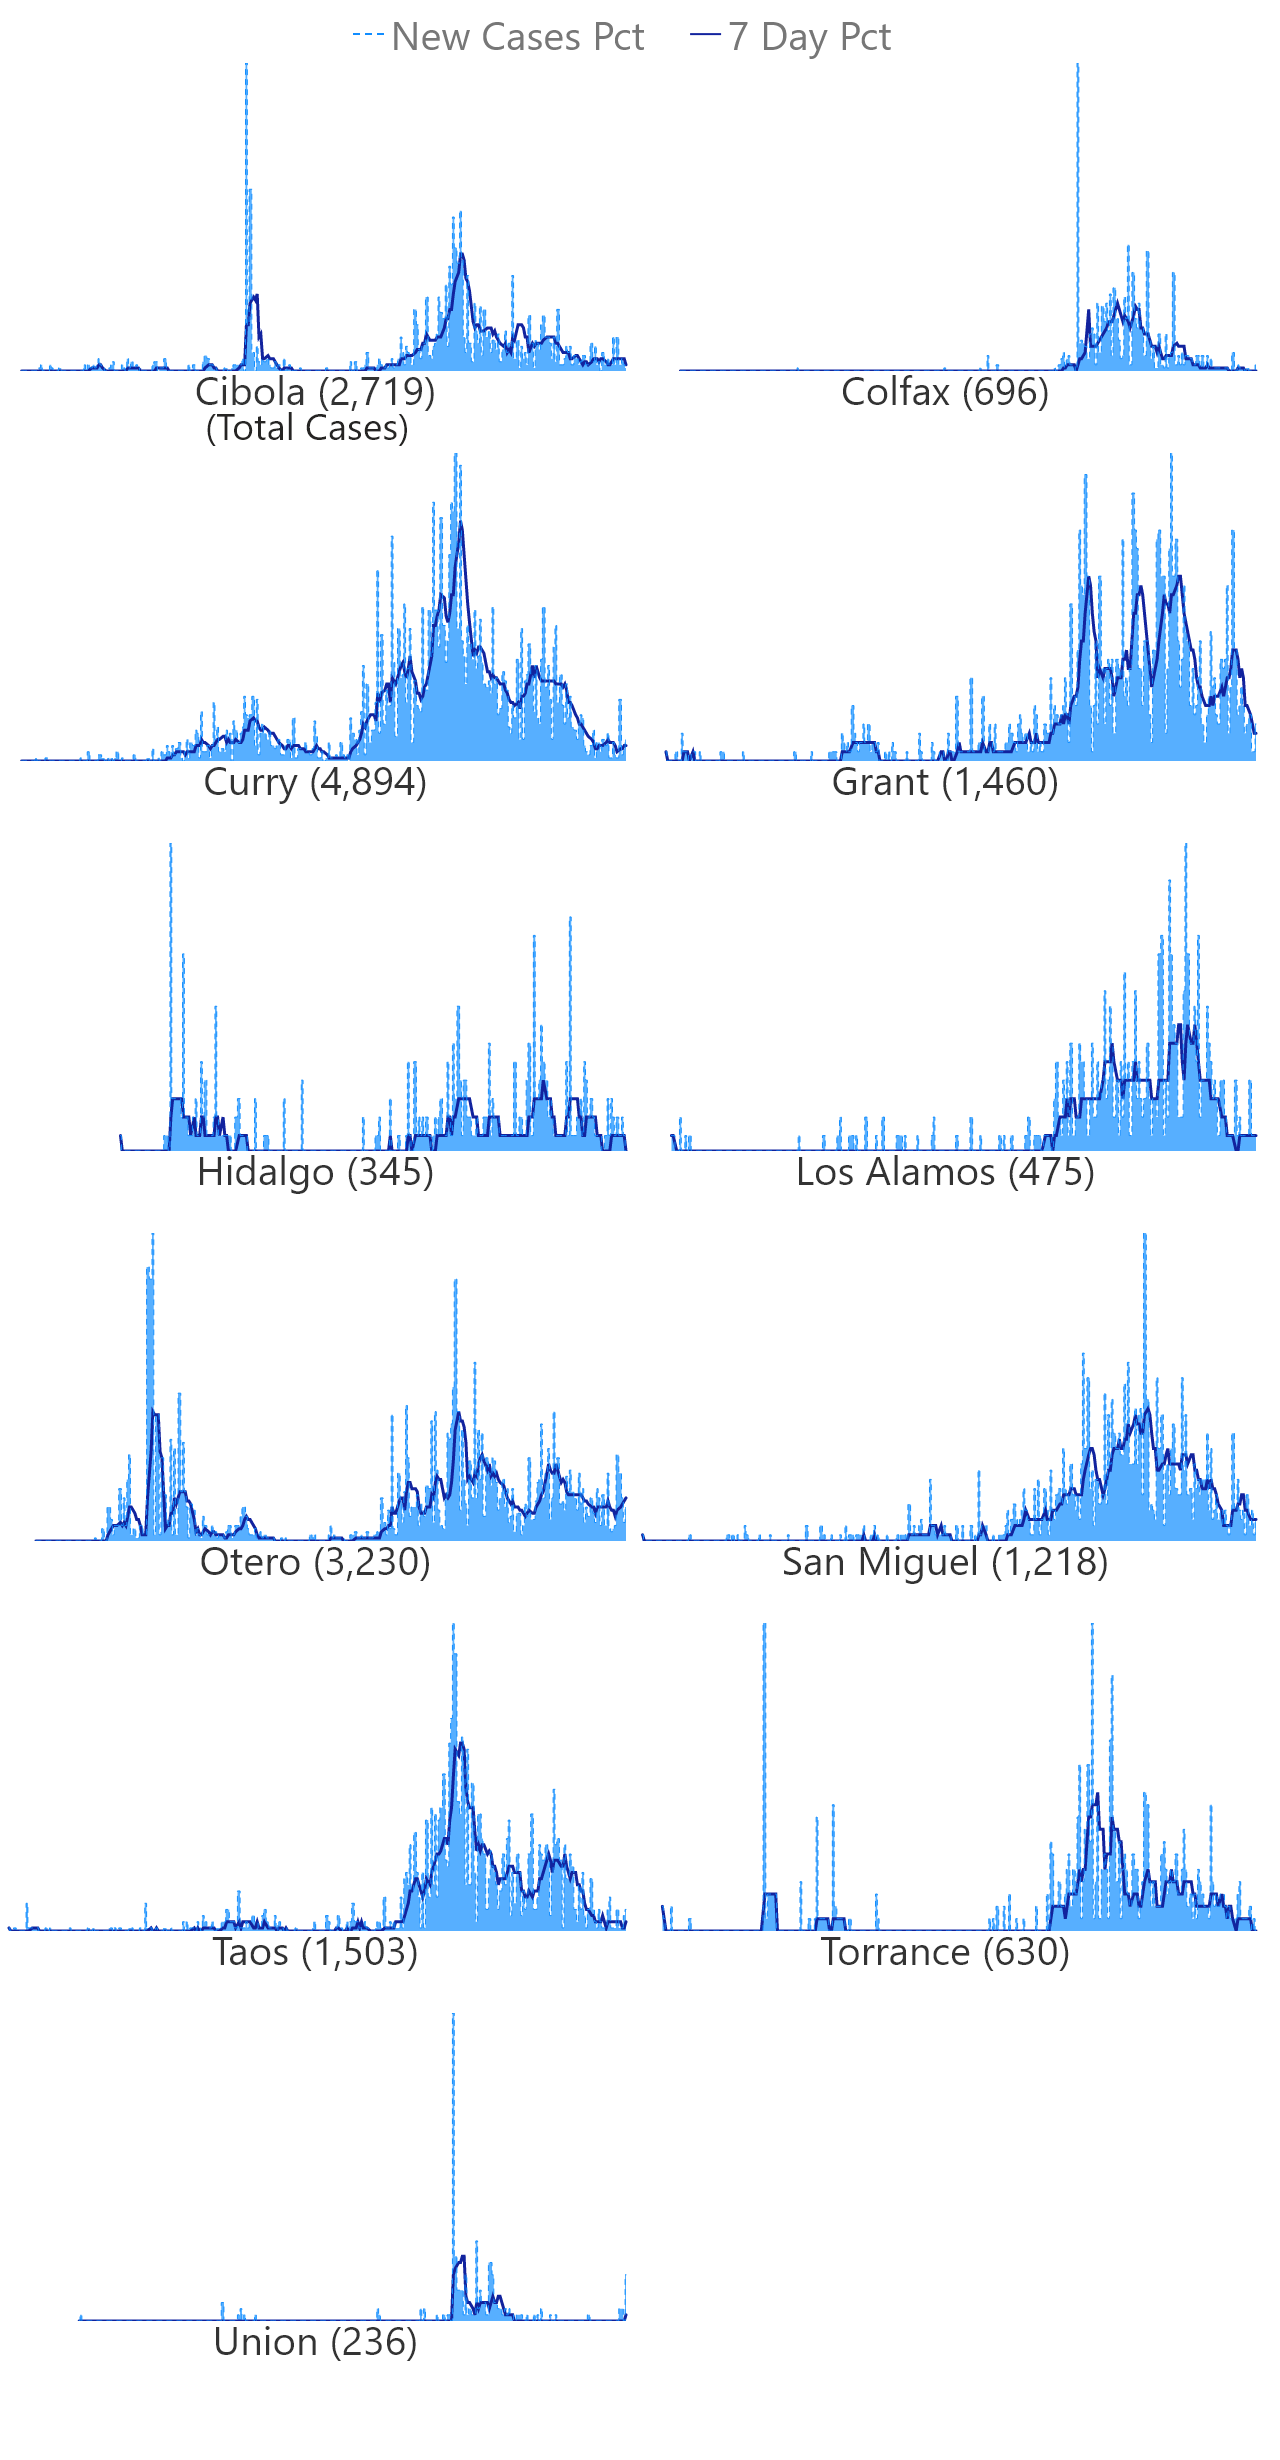 New Cases Pct 7 Day Pct
Cibola (2,719) Colfax (696)
(Total Cases)
Curry (4,894) Grant (1,460)
Hidalgo (345) Los Alamos (475)
Otero (3,230) San Miguel (1,218)
Taos (1,503) Torrance (630)
Union (236)